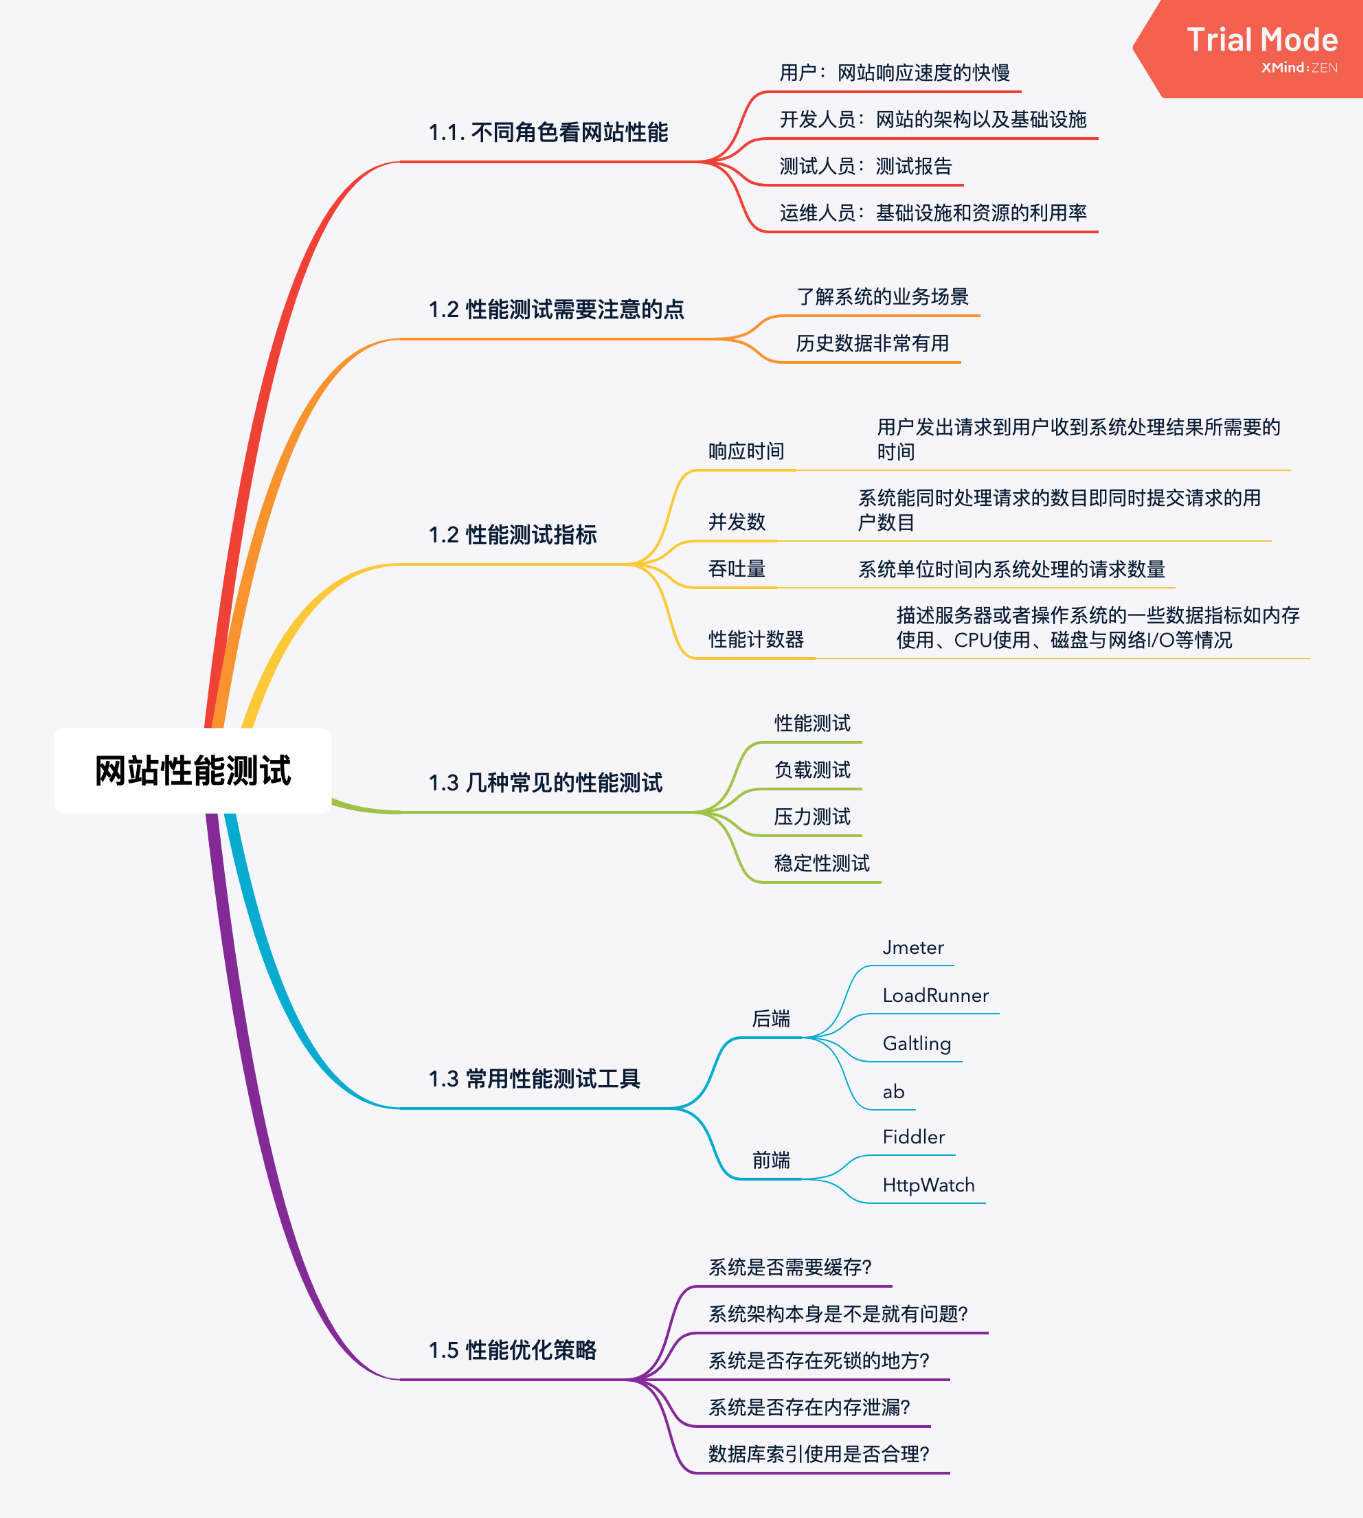 Trial Mode
XMind:ZEN
网站性能测试
1.1. 不同角色看网站性能
用户：网站响应速度的快慢
开发人员：网站的架构以及基础设施
测试人员：测试报告
运维人员：基础设施和资源的利用率
1.2 性能测试需要注意的点
了解系统的业务场景
历史数据非常有用
1.2 性能测试指标
响应时间
用户发出请求到用户收到系统处理结果所需要的
时间
并发数
系统能同时处理请求的数目即同时提交请求的用
户数目
吞吐量
系统单位时间内系统处理的请求数量
性能计数器
描述服务器或者操作系统的一些数据指标如内存
使用、CPU使用、磁盘与网络I/O等情况
1.3 几种常见的性能测试
性能测试
负载测试
压力测试
稳定性测试
1.3 常用性能测试工具
后端
Jmeter
LoadRunner
Galtling
ab
前端
Fiddler
HttpWatch
1.5 性能优化策略
系统是否需要缓存?
系统架构本身是不是就有问题?
系统是否存在死锁的地方?
系统是否存在内存泄漏?
数据库索引使用是否合理?